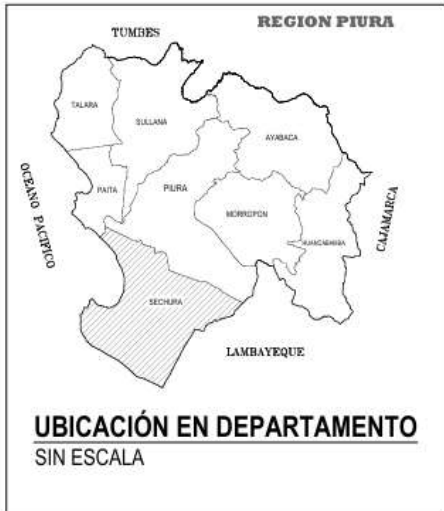 REGION PIURA
TUMBES
TALARA
SULLANA
AYABACA
OCEANO PACIFICO
PAITA
PIURA
MORROPON
HUANCABAMBA
CAJAMARCA
SECHURA
LAMBAYEQUE
UBICACIÓN EN DEPARTAMENTO
SIN ESCALA